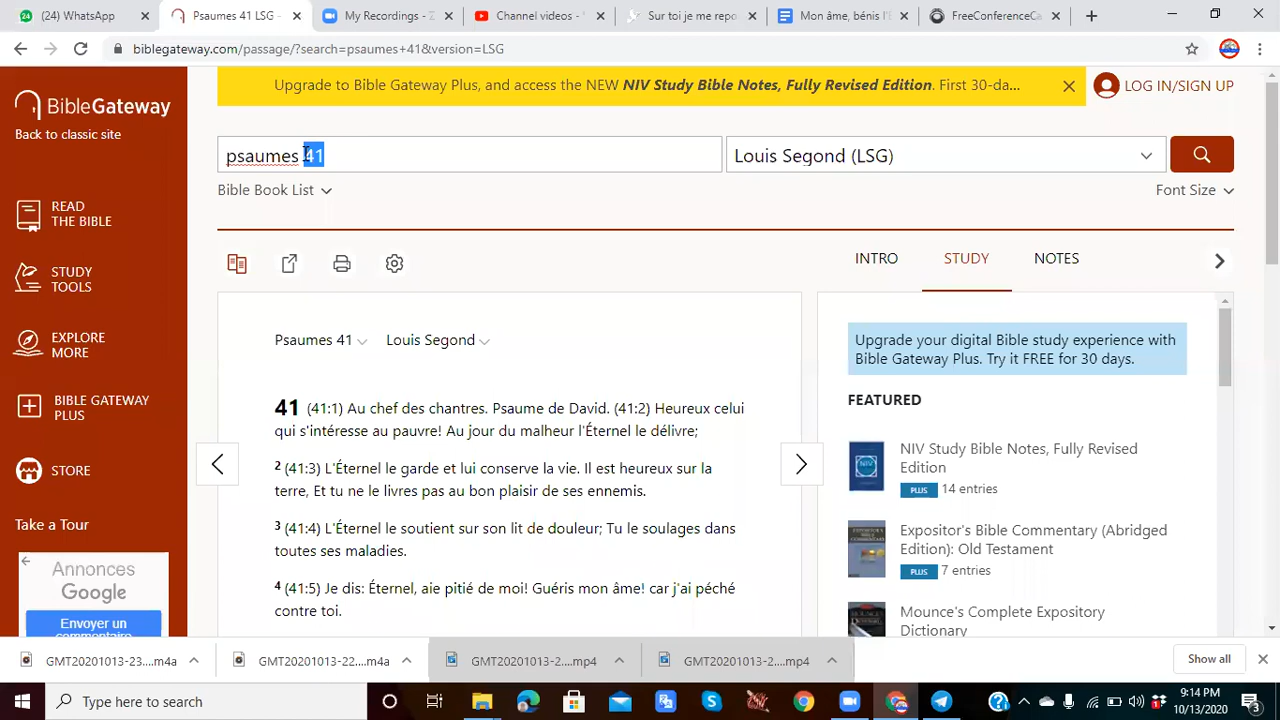 (24) WhatsApp
Psaumes 41 LSG -
My Recordings - Z
Channel videos -
Sur toi je me repo
Mon âme, bénis l'É
FreeConferenceCa
biblegateway.com/passage/?search=psaumes+41&version=LSG
Upgrade to Bible Gateway Plus, and access the NEW NIV Study Bible Notes, Fully Revised Edition. First 30-da...
LOG IN/SIGN UP
BibleGateway
Back to classic site
psaumes 41
Louis Segond (LSG)
Bible Book List
Font Size
READ
THE BIBLE
STUDY
TOOLS
EXPLORE
MORE
BIBLE GATEWAY
PLUS
STORE
Take a Tour
Annonces
Google
Envoyer un
commentaire
INTRO
STUDY
NOTES
Psaumes 41
Louis Segond
41 (41:1) Au chef des chantres. Psaume de David. (41:2) Heureux celui
qui s'intéresse au pauvre! Au jour du malheur l'Éternel le délivre;
2 (41:3) L'Éternel le garde et lui conserve la vie. Il est heureux sur la
terre, Et tu ne le livres pas au bon plaisir de ses ennemis.
3 (41:4) L'Éternel le soutient sur son lit de douleur; Tu le soulages dans
toutes ses maladies.
4 (41:5) Je dis: Éternel, aie pitié de moi! Guéris mon âme! car j'ai péché
contre toi.
Upgrade your digital Bible study experience with
Bible Gateway Plus. Try it FREE for 30 days.
FEATURED
NIV
NIV Study Bible Notes, Fully Revised
Edition
PLUS 14 entries
Expositor's Bible Commentary (Abridged
Edition): Old Testament
PLUS 7 entries
Mounce's Complete Expository
Dictionary
GMT20201013-23....m4a
GMT20201013-22....m4a
GMT20201013-2....mp4
GMT20201013-2....mp4
Show all
Type here to search
9:14 PM
10/13/2020